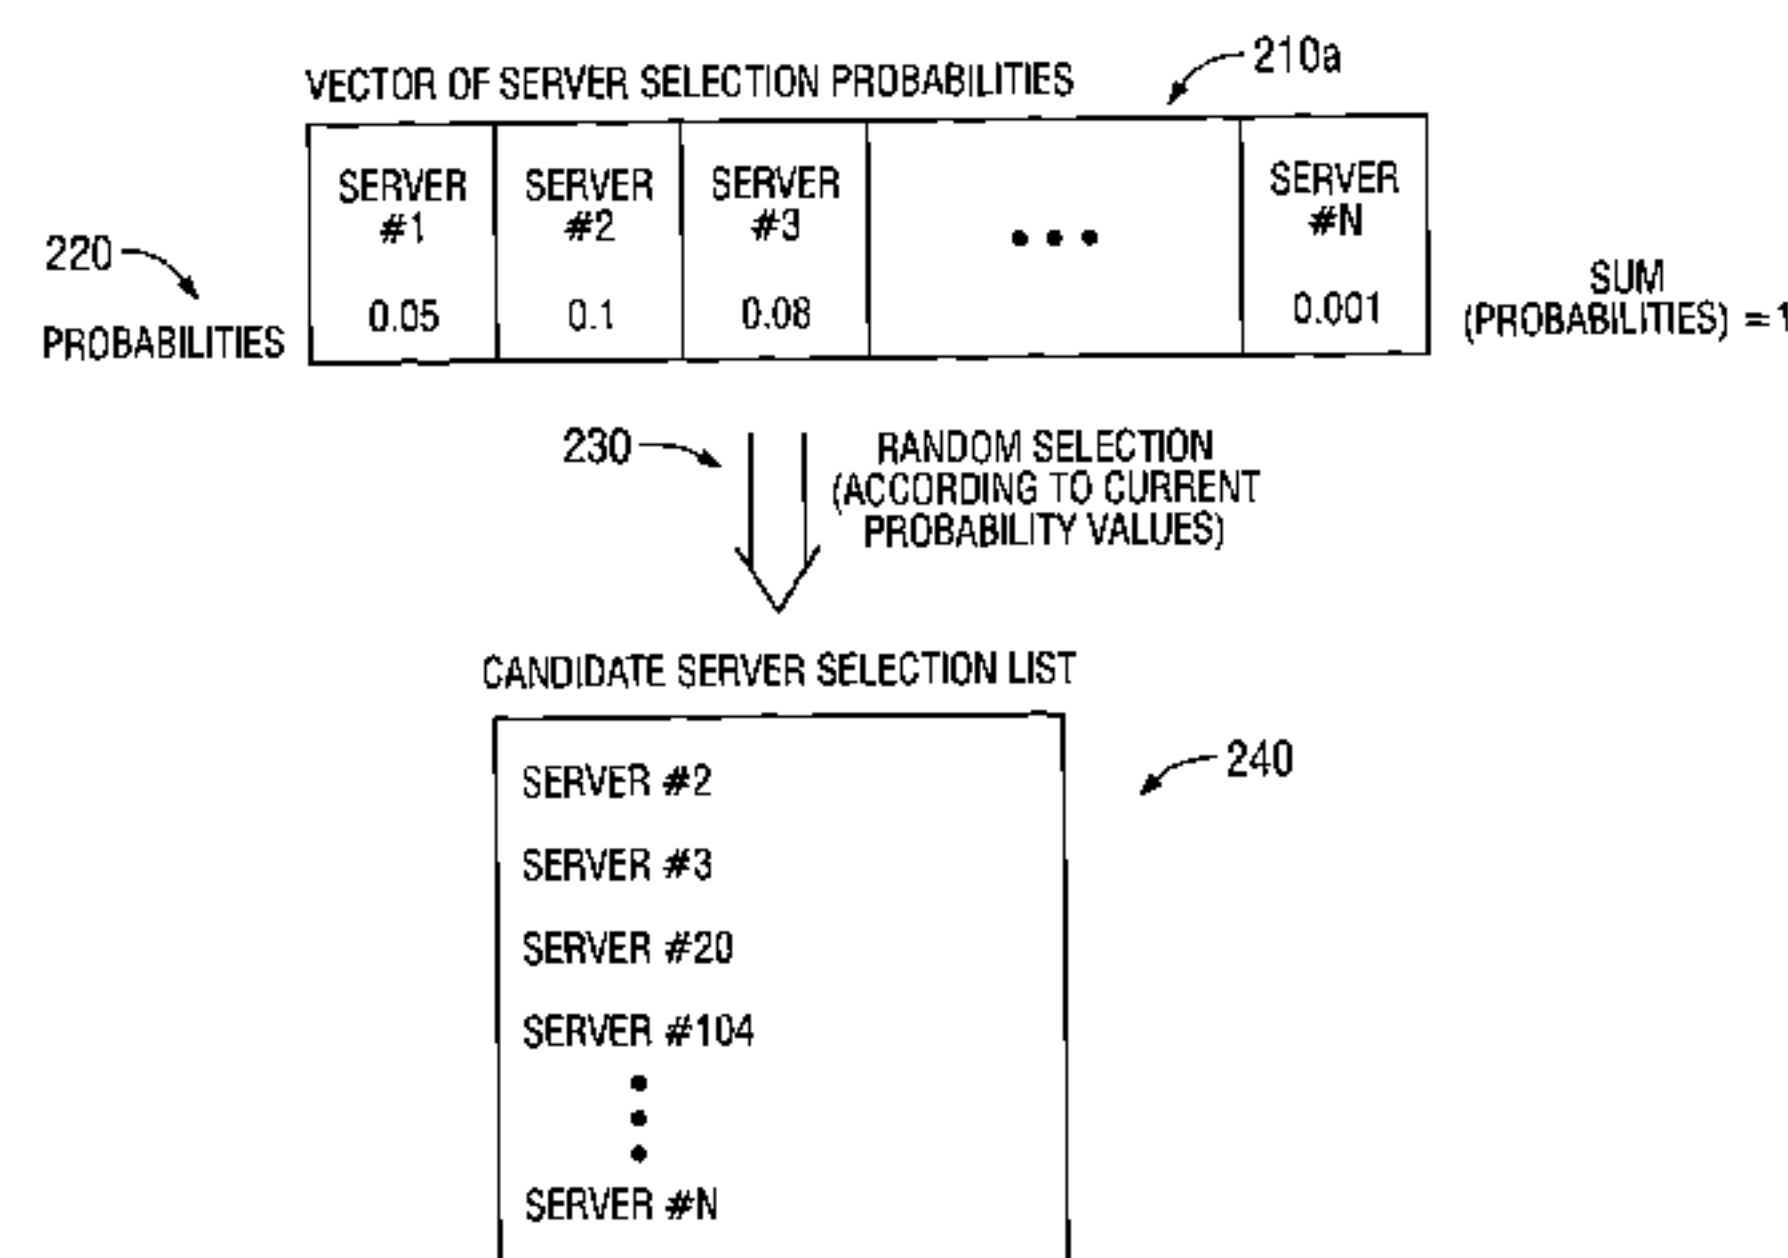 210a
VECTOR OF SERVER SELECTION PROBABILITIES
SERVER #1
0.05
SERVER #2
0.1
SERVER #3
0.08
• • •
SERVER #N
0.001
220
PROBABILITIES
SUM
(PROBABILITIES) = 1
230
RANDOM SELECTION
(ACCORDING TO CURRENT
PROBABILITY VALUES)
CANDIDATE SERVER SELECTION LIST
240
SERVER #2
SERVER #3
SERVER #20
SERVER #104
SERVER #N